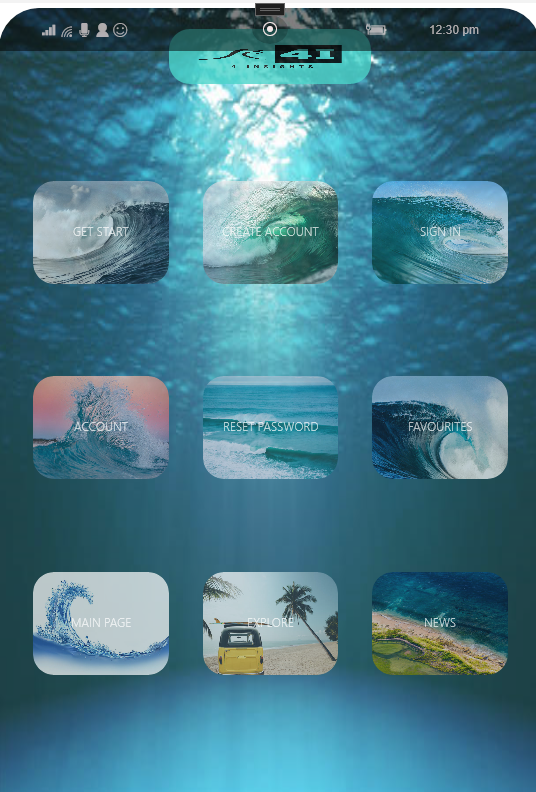 12:30 pm
4I
4 INSIGHTS
GET START
CREATE ACCOUNT
SIGN IN
ACCOUNT
RESET PASSWORD
FAVOURITES
MAIN PAGE
EXPLORE
NEWS